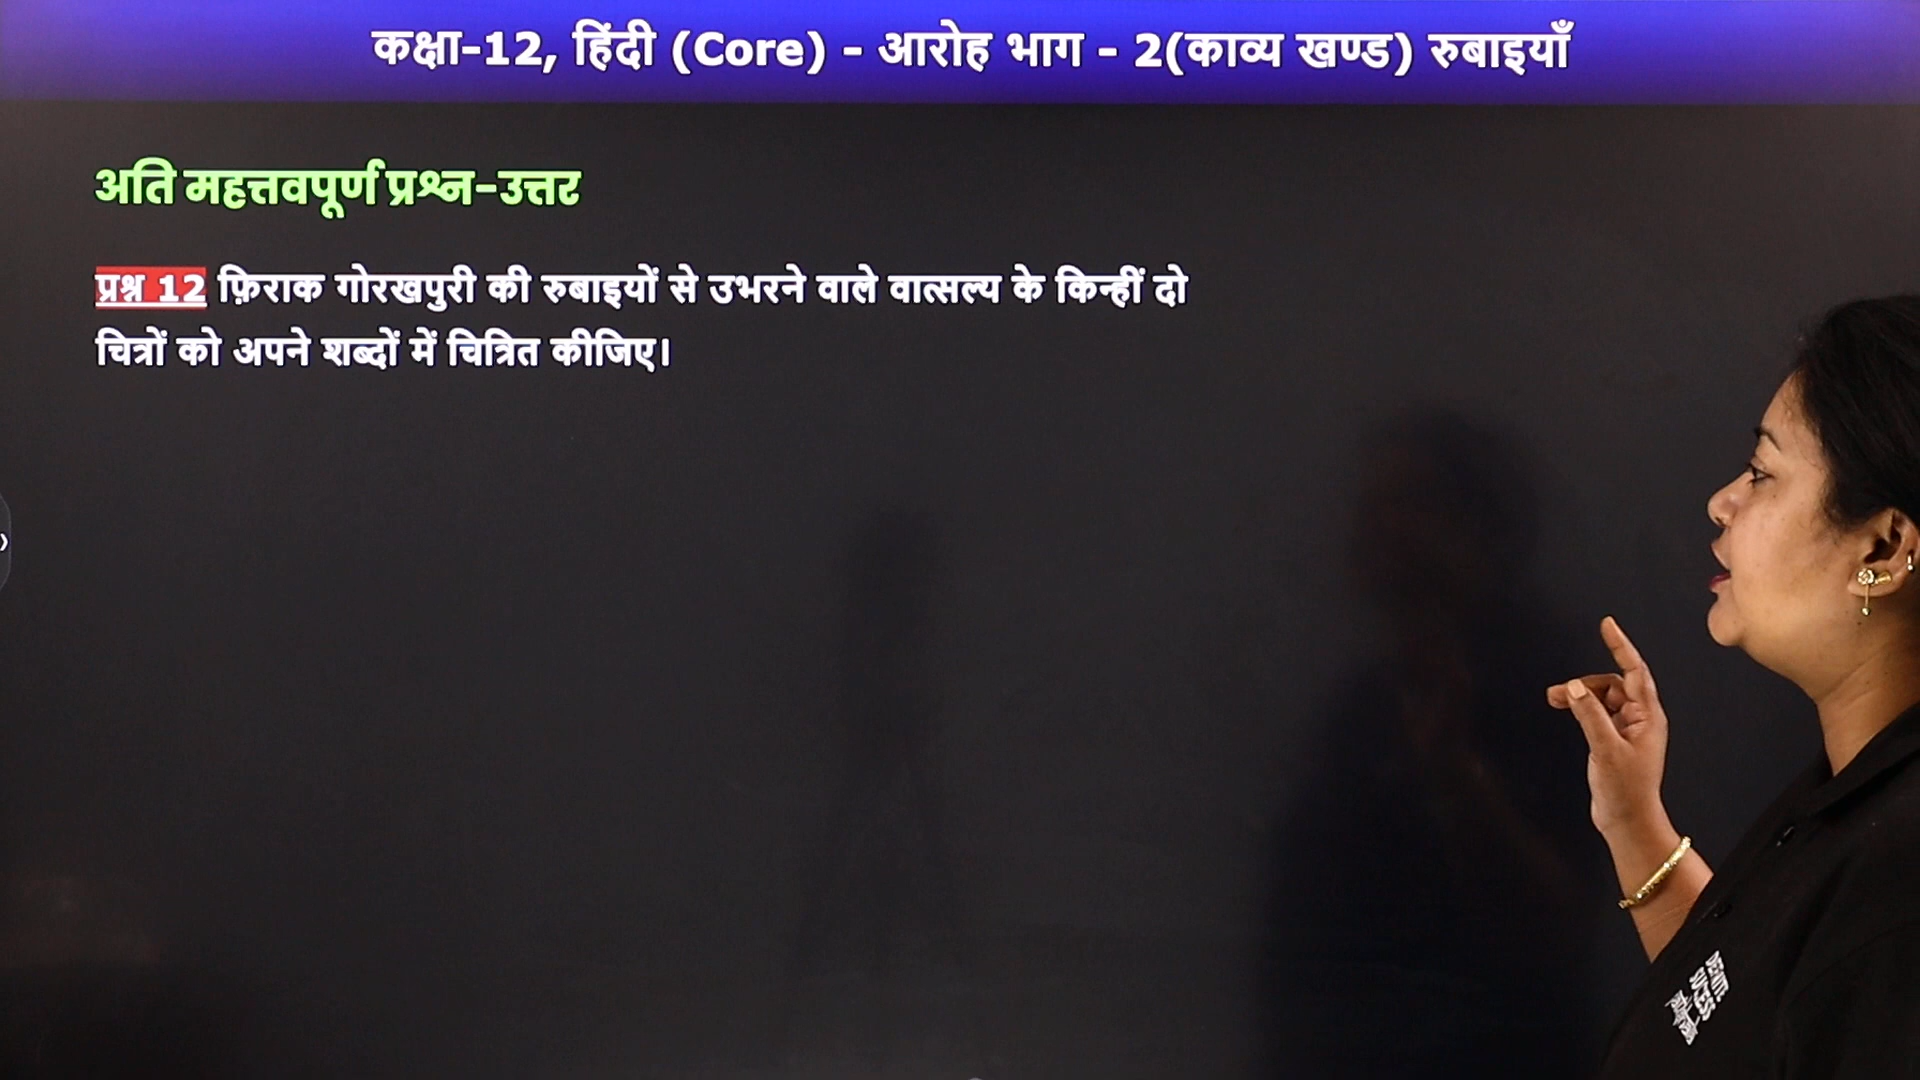 कक्षा-12, हिंदी (Core) - आरोह भाग - 2(काव्य खण्ड) रुबाइयाँ
अति महत्तवपूर्ण प्रश्न-उत्तर
प्रश्न 12 फ़िराक गोरखपुरी की रुबाइयों से उभरने वाले वात्सल्य के किन्हीं दो
चित्रों को अपने शब्दों में चित्रित कीजिए।